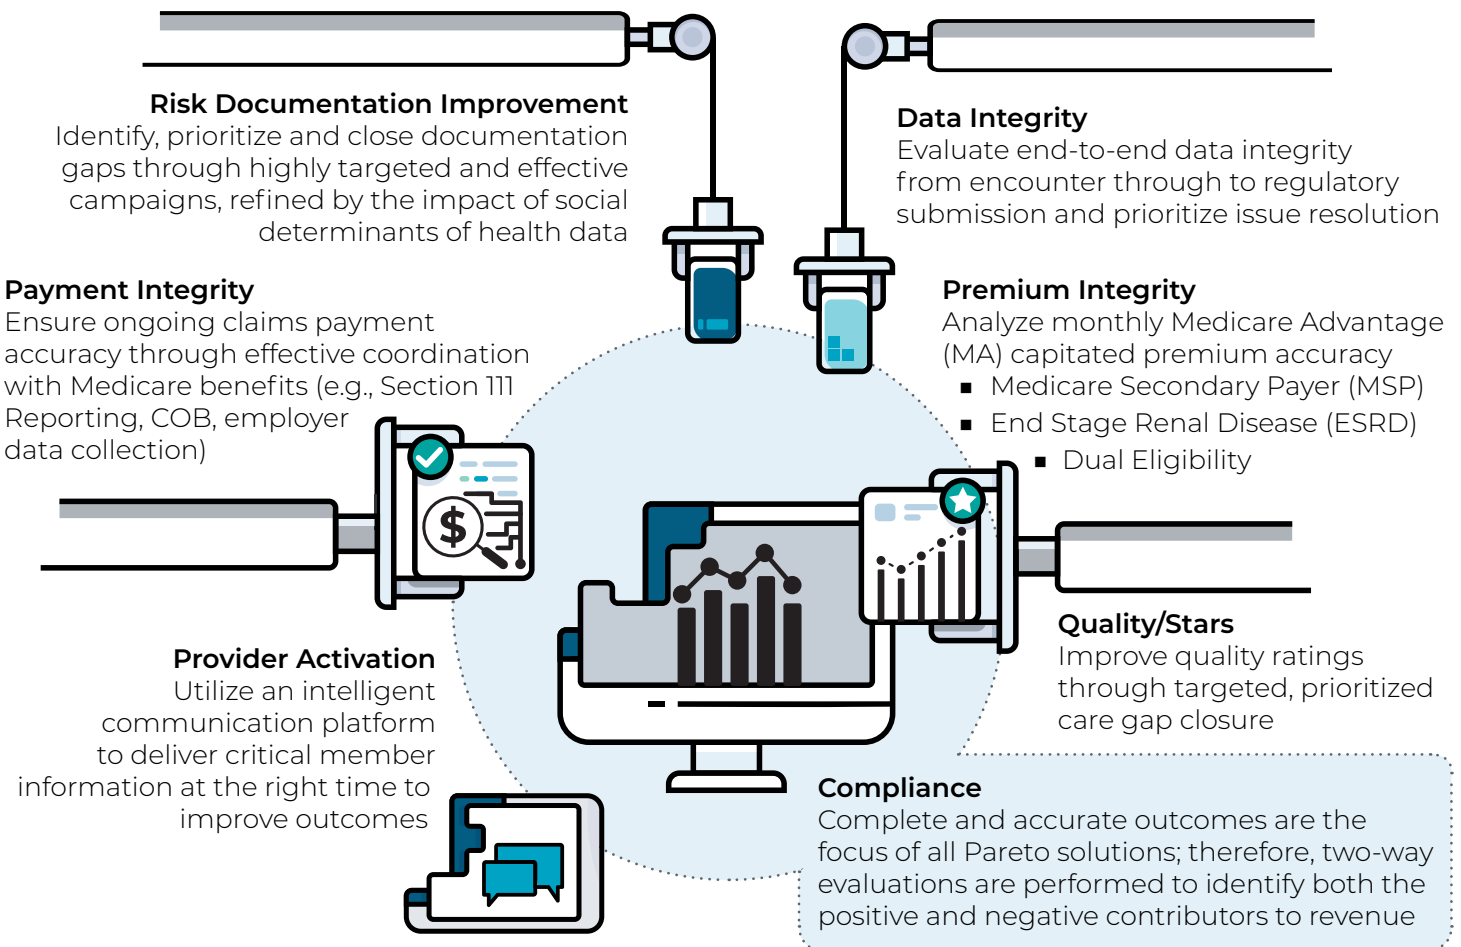 Risk Documentation Improvement
Identify, prioritize and close documentation
gaps through highly targeted and effective
campaigns, refined by the impact of social
determinants of health data
Data Integrity
Evaluate end-to-end data integrity
from encounter through to regulatory
submission and prioritize issue resolution
Payment Integrity
Ensure ongoing claims payment
accuracy through effective coordination
with Medicare benefits (e.g., Section 111
Reporting, COB, employer
data collection)
Premium Integrity
Analyze monthly Medicare Advantage
(MA) capitated premium accuracy
▪ Medicare Secondary Payer (MSP)
▪ End Stage Renal Disease (ESRD)
▪ Dual Eligibility
$
Quality/Stars
Improve quality ratings
through targeted, prioritized
care gap closure
Provider Activation
Utilize an intelligent
communication platform
to deliver critical member
information at the right time to
improve outcomes
Compliance
Complete and accurate outcomes are the
focus of all Pareto solutions; therefore, two-way
evaluations are performed to identify both the
positive and negative contributors to revenue